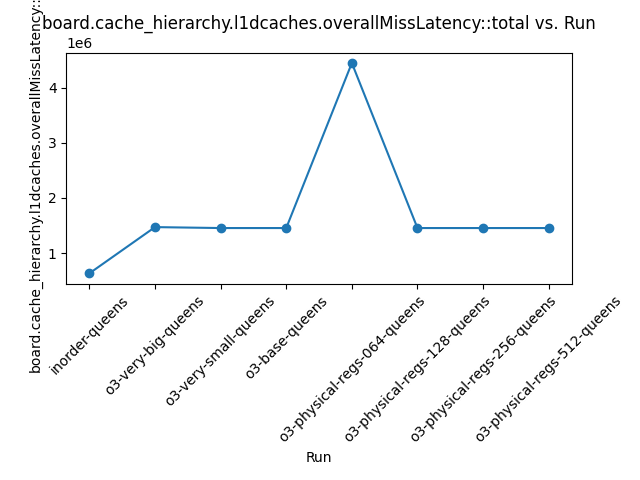 board.cache_hierarchy.l1dcaches.overallMissLatency::total vs. Run
1e6
4
3
2
1
board.cache_hierarchy.l1dcaches.overallMissLatency::
inorder-queens
o3-very-big-queens
o3-very-small-queens
o3-base-queens
o3-physical-regs-064-queens
o3-physical-regs-128-queens
o3-physical-regs-256-queens
o3-physical-regs-512-queens
Run